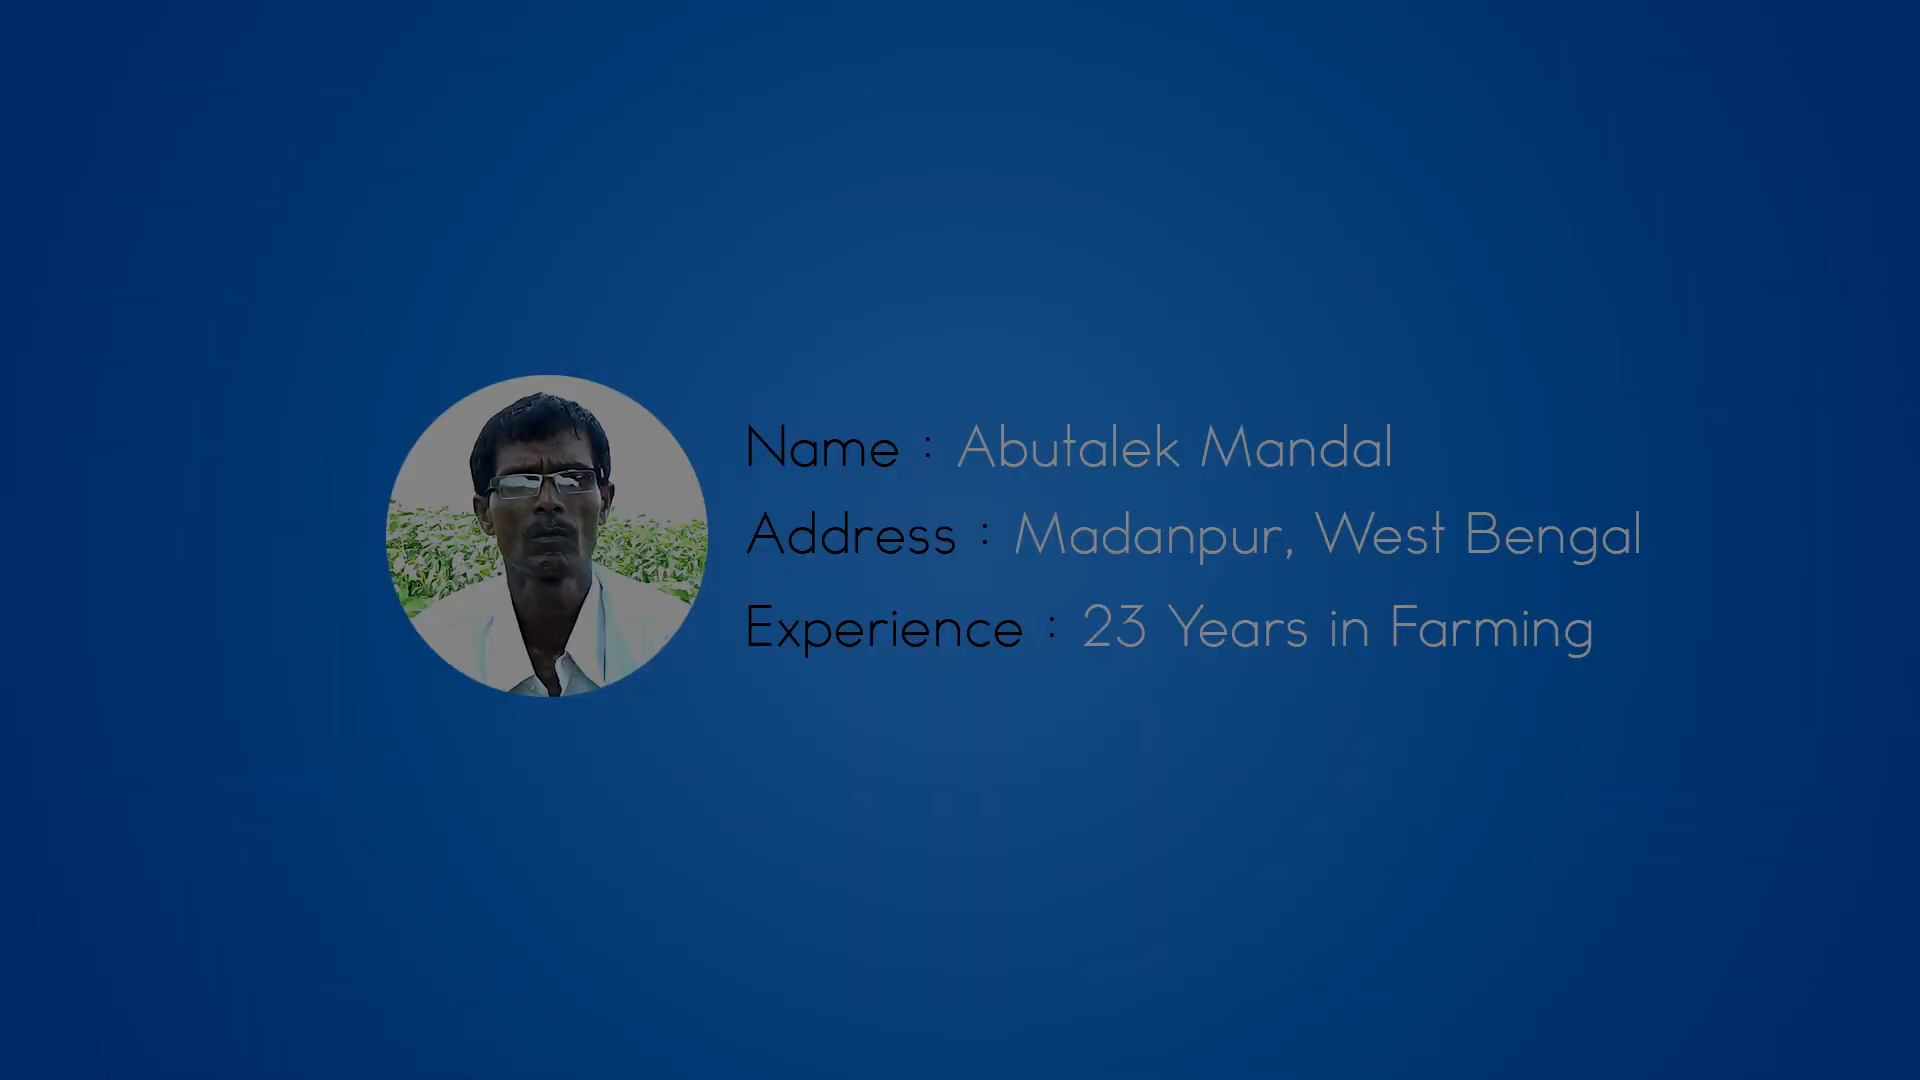 Name : Abutalek Mandal
Address : Madanpur, West Bengal
Experience : 23 Years in Farming